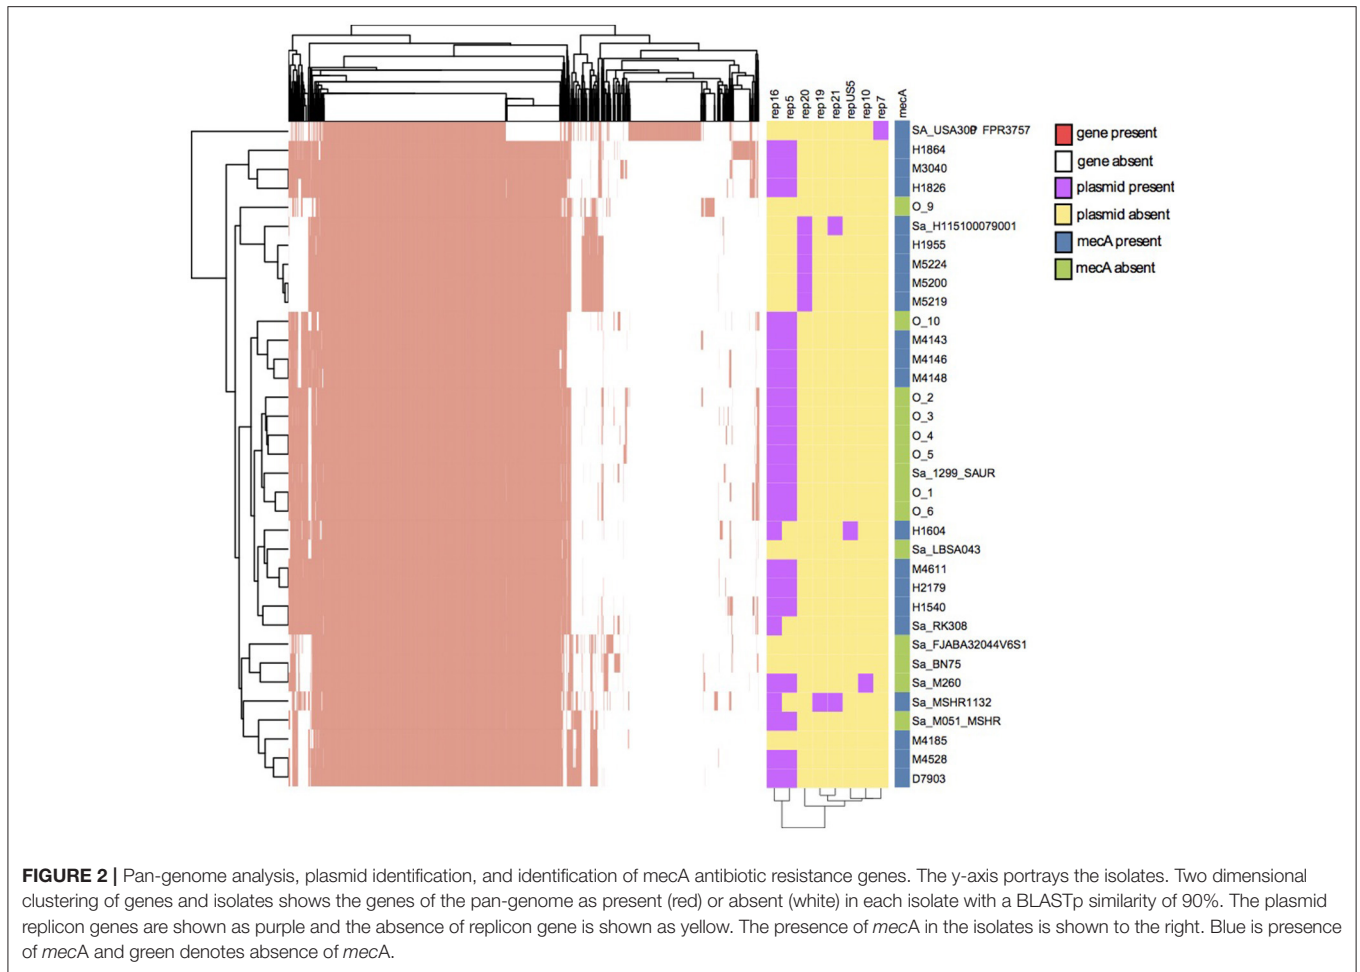 rep16
rep5
rep20
rep19
rep21
repUS5
rep10
rep7
mecA
SA_USA300 FPR3757
H1864
M3040
H1826
O_9
Sa_H115100079001
H1955
M5224
M5200
M5219
O_10
M4143
M4146
M4148
O_2
O_3
O_4
O_5
Sa_1299_SAUR
O_1
O_6
H1604
Sa_LBSA043
M4611
H2179
H1540
Sa_RK308
Sa_FJABA32044V6S1
Sa_BN75
Sa_M260
Sa_MSHR1132
Sa_M051_MSHR
M4185
M4528
D7903
gene present
gene absent
plasmid present
plasmid absent
mecA present
mecA absent
FIGURE 2 | Pan-genome analysis, plasmid identification, and identification of mecA antibiotic resistance genes. The y-axis portrays the isolates. Two dimensional
clustering of genes and isolates shows the genes of the pan-genome as present (red) or absent (white) in each isolate with a BLASTp similarity of 90%. The plasmid
replicon genes are shown as purple and the absence of replicon gene is shown as yellow. The presence of mecA in the isolates is shown to the right. Blue is presence
of mecA and green denotes absence of mecA.